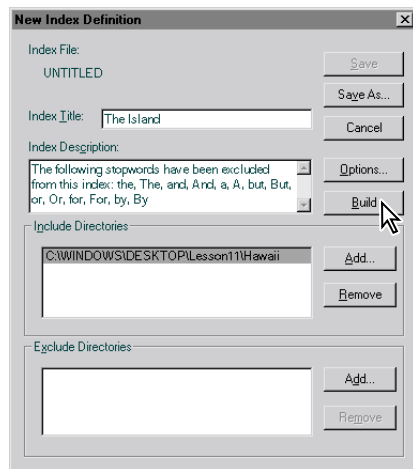 New Index Definition
Index File:
UNTITLED
Save
Save As...
Index Title: The Island
Cancel
Index Description:
The following stopwords have been excluded
from this index: the, The, and, And, a, A, but, But,
or, Or, for, For, by, By
Options...
Build
Include Directories
C:\WINDOWS\DESKTOP\Lesson11\Hawaii
Add...
Remove
Exclude Directories
Add...
Remove